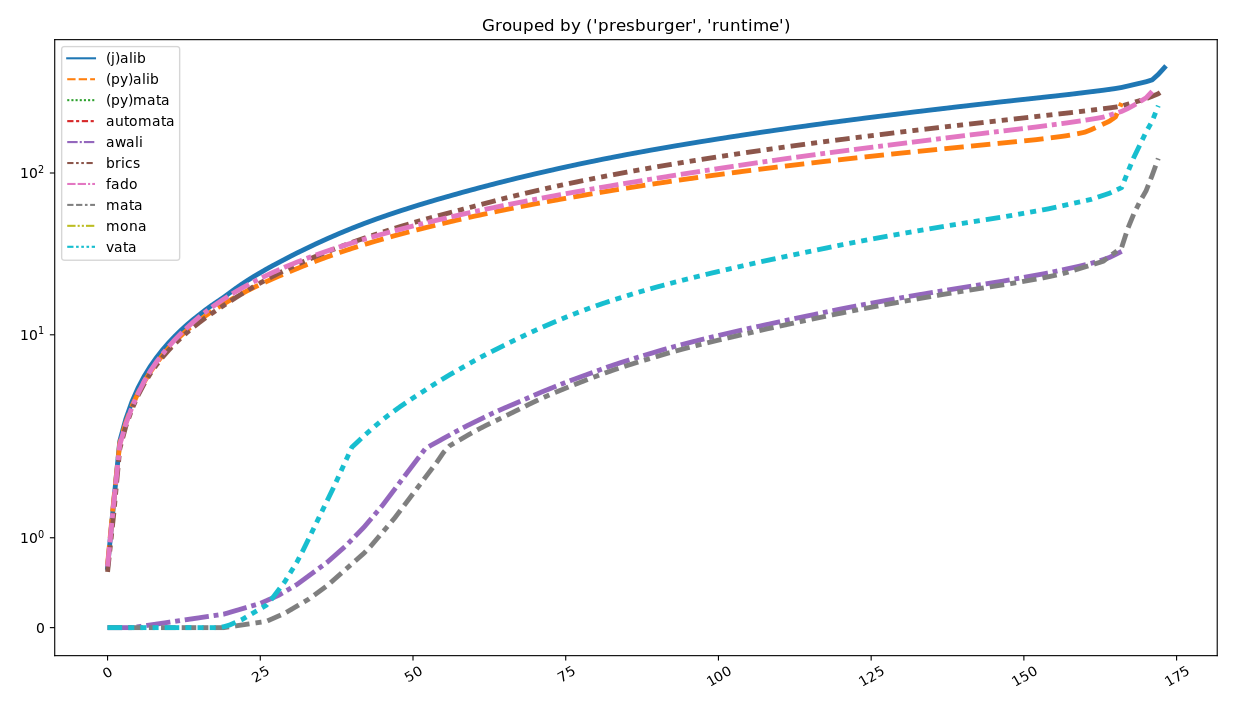 Grouped by ('presburger', 'runtime')
(j)alib
(py)alib
(py)mata
automata
awali
brics
fado
mata
mona
vata
10²
10¹
10⁰
0
0
25
50
75
100
125
150
175